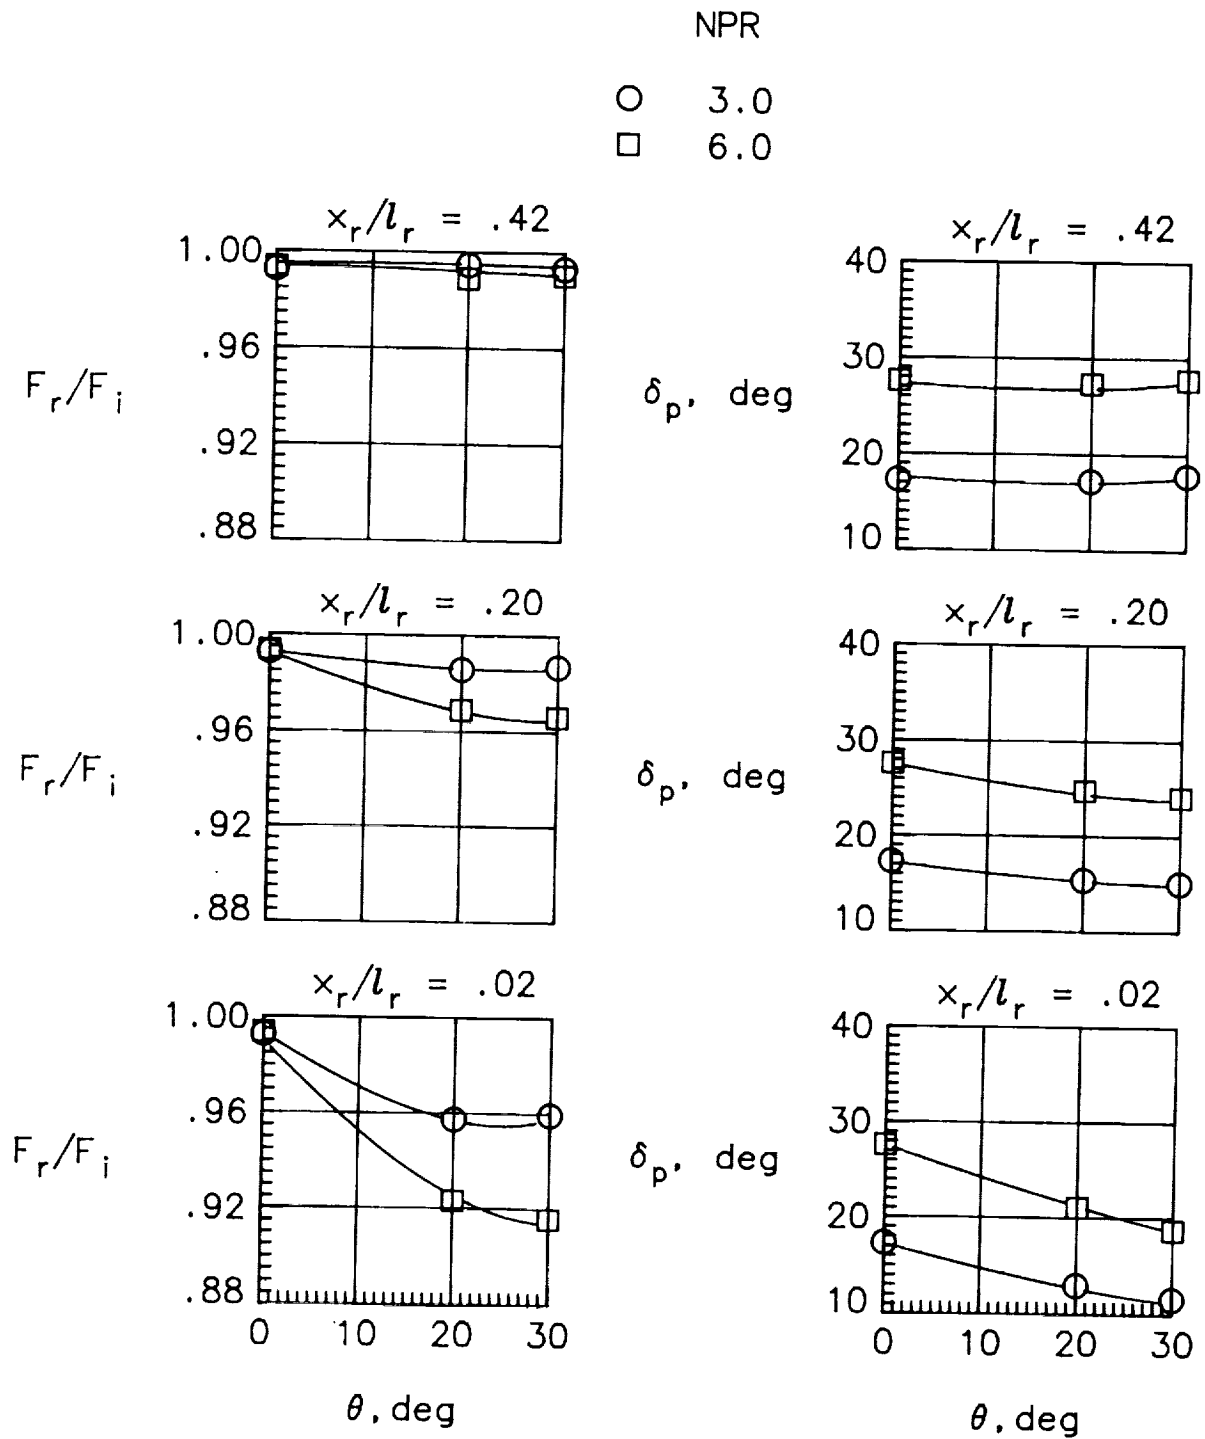 NPR
○ 3.0
□ 6.0
x_r/l_r = .42
1.00
.96
.92
.88
F_r/F_i
x_r/l_r = .42
40
30
20
10
δ_p, deg
x_r/l_r = .20
1.00
.96
.92
.88
F_r/F_i
x_r/l_r = .20
40
30
20
10
δ_p, deg
x_r/l_r = .02
1.00
.96
.92
.88
F_r/F_i
0 10 20 30
θ, deg
x_r/l_r = .02
40
30
20
10
δ_p, deg
0 10 20 30
θ, deg